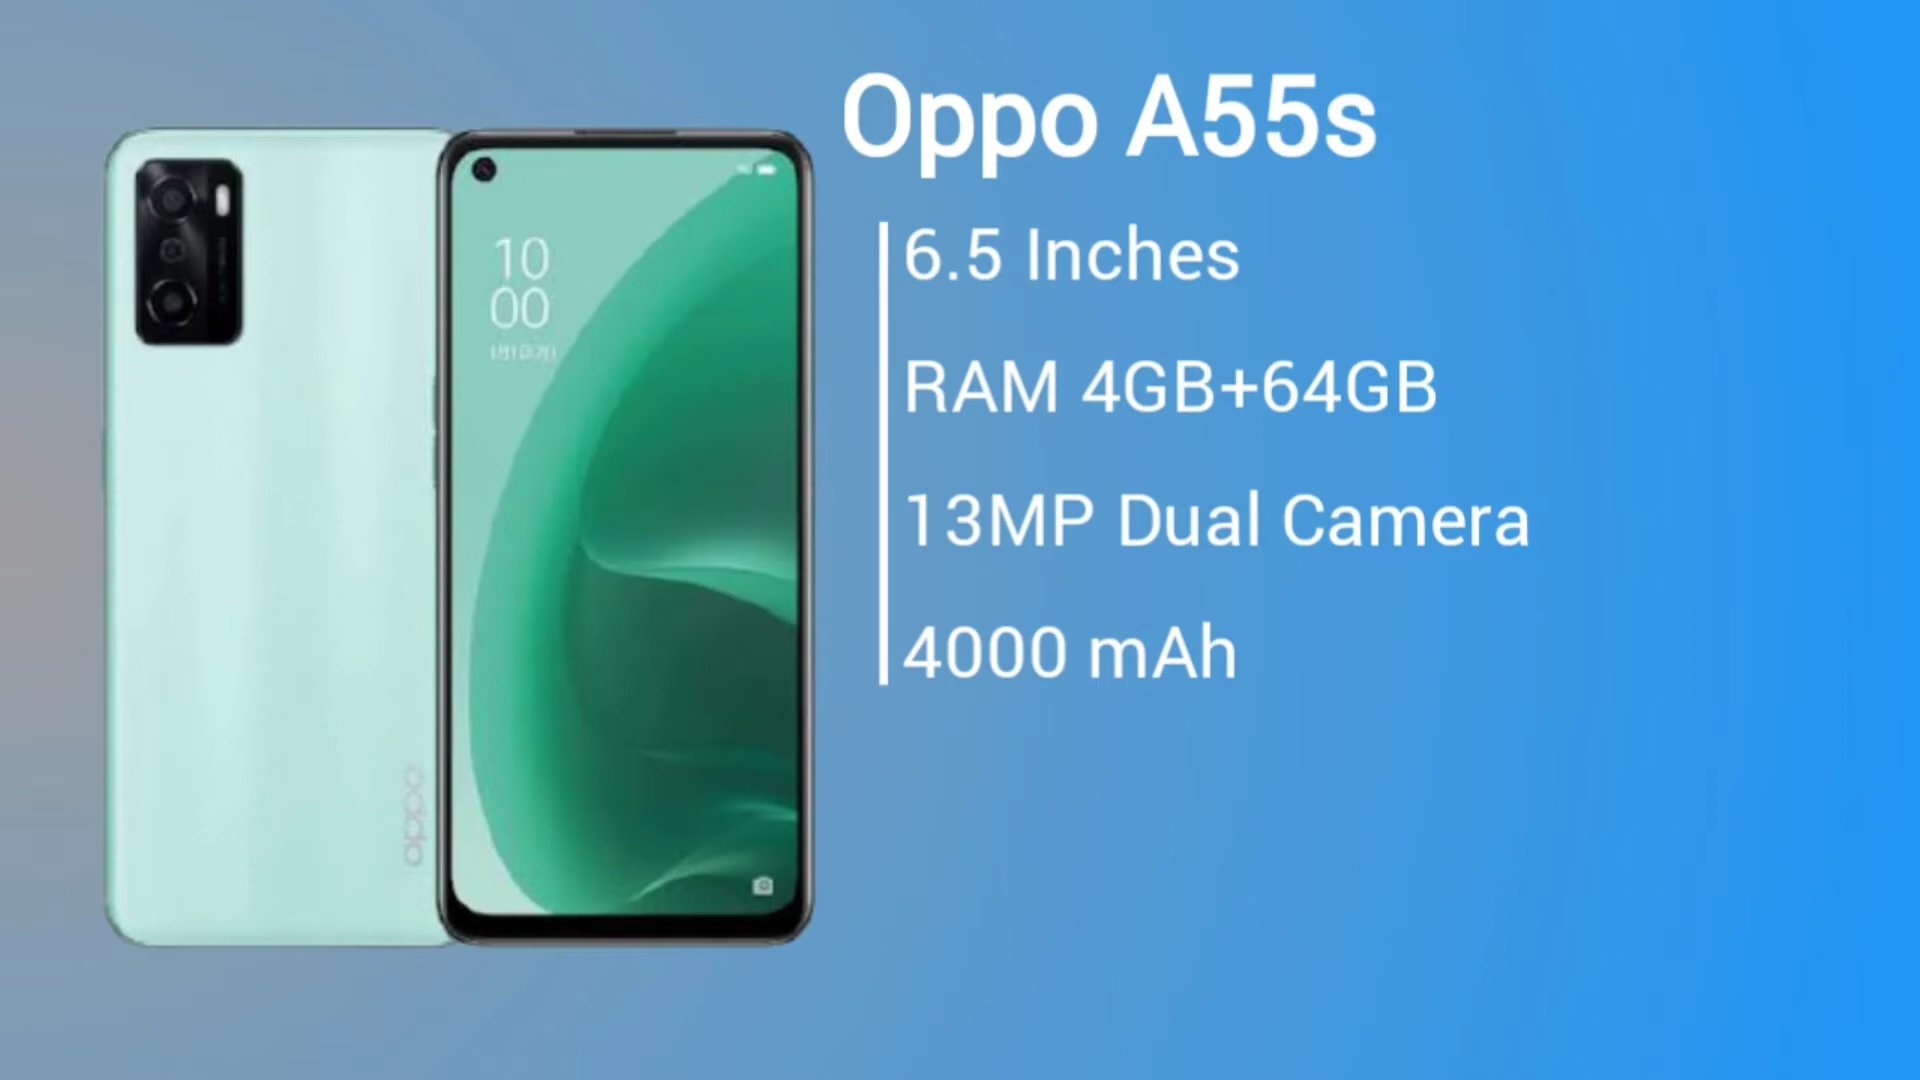 Oppo A55s
6.5 Inches
RAM 4GB+64GB
13MP Dual Camera
4000 mAh
10
00
oppo